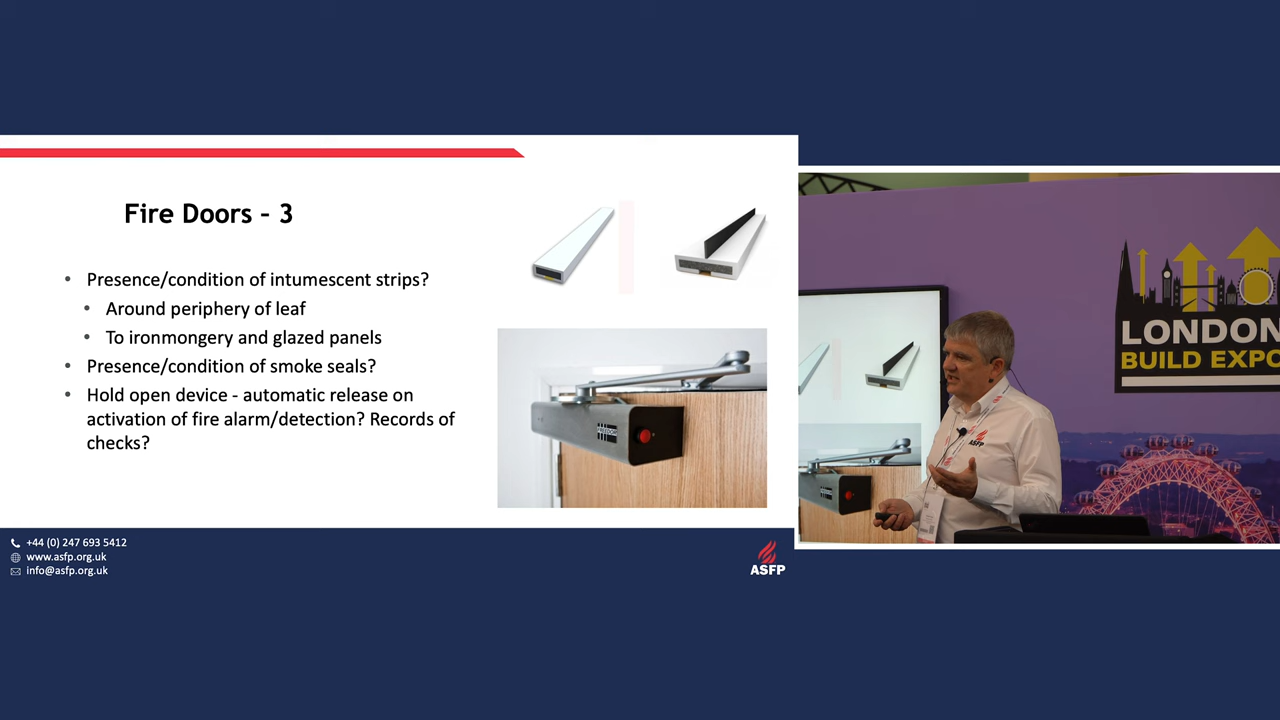 Fire Doors – 3
• Presence/condition of intumescent strips?
• Around periphery of leaf
• To ironmongery and glazed panels
• Presence/condition of smoke seals?
• Hold open device - automatic release on
activation of fire alarm/detection? Records of
checks?
FREEDOR
+44 (0) 247 693 5412
www.asfp.org.uk
info@asfp.org.uk
ASFP
LONDON
BUILD EXPO
ASFP